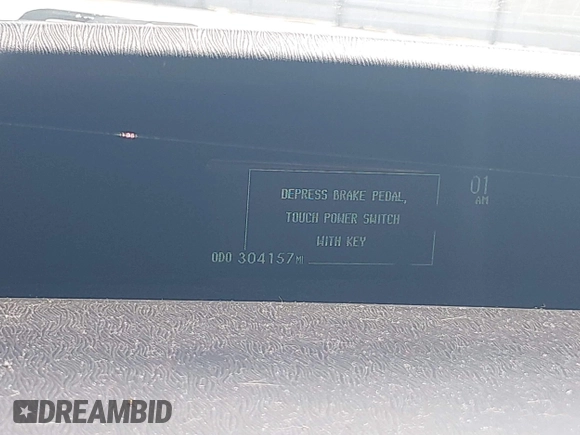 DEPRESS BRAKE PEDAL,
TOUCH POWER SWITCH
WITH KEY
01
AM
ODO 304157 MI
DREAMBID